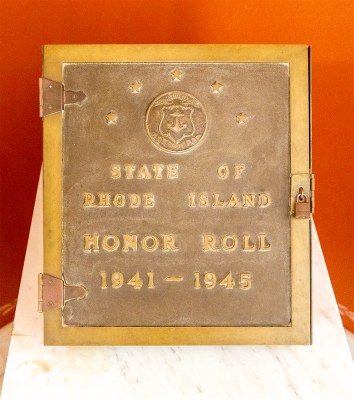 STATE OF
RHODE ISLAND
HONOR ROLL
1941 – 1945